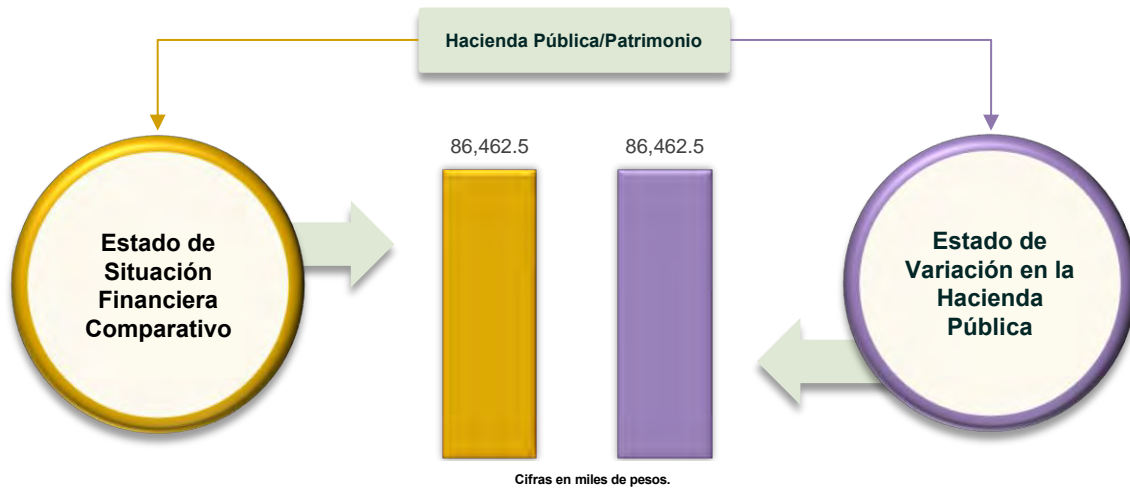 Hacienda Pública/Patrimonio
86,462.5
86,462.5
Estado de
Situación
Financiera
Comparativo
Estado de
Variación en la
Hacienda
Pública
Cifras en miles de pesos.